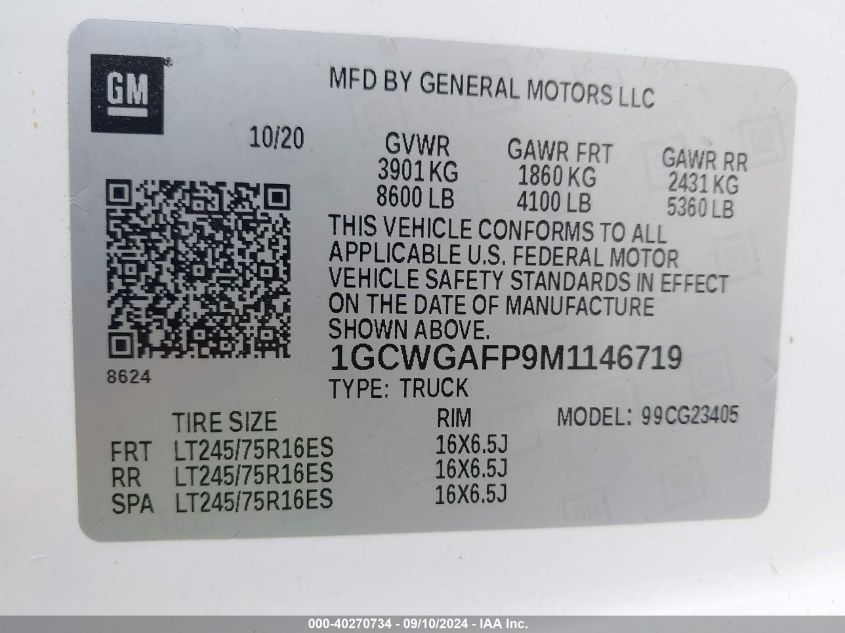 GM
MFD BY GENERAL MOTORS LLC
10/20
GVWR
3901 KG
8600 LB
GAWR FRT
1860 KG
4100 LB
GAWR RR
2431 KG
5360 LB
THIS VEHICLE CONFORMS TO ALL
APPLICABLE U.S. FEDERAL MOTOR
VEHICLE SAFETY STANDARDS IN EFFECT
ON THE DATE OF MANUFACTURE
SHOWN ABOVE.
8624
1GCWGAFP9M1146719
TYPE: TRUCK
TIRE SIZE RIM MODEL: 99CG23405
FRT LT245/75R16ES 16X6.5J
RR LT245/75R16ES 16X6.5J
SPA LT245/75R16ES 16X6.5J
000-40270734 - 09/10/2024 - IAA Inc.